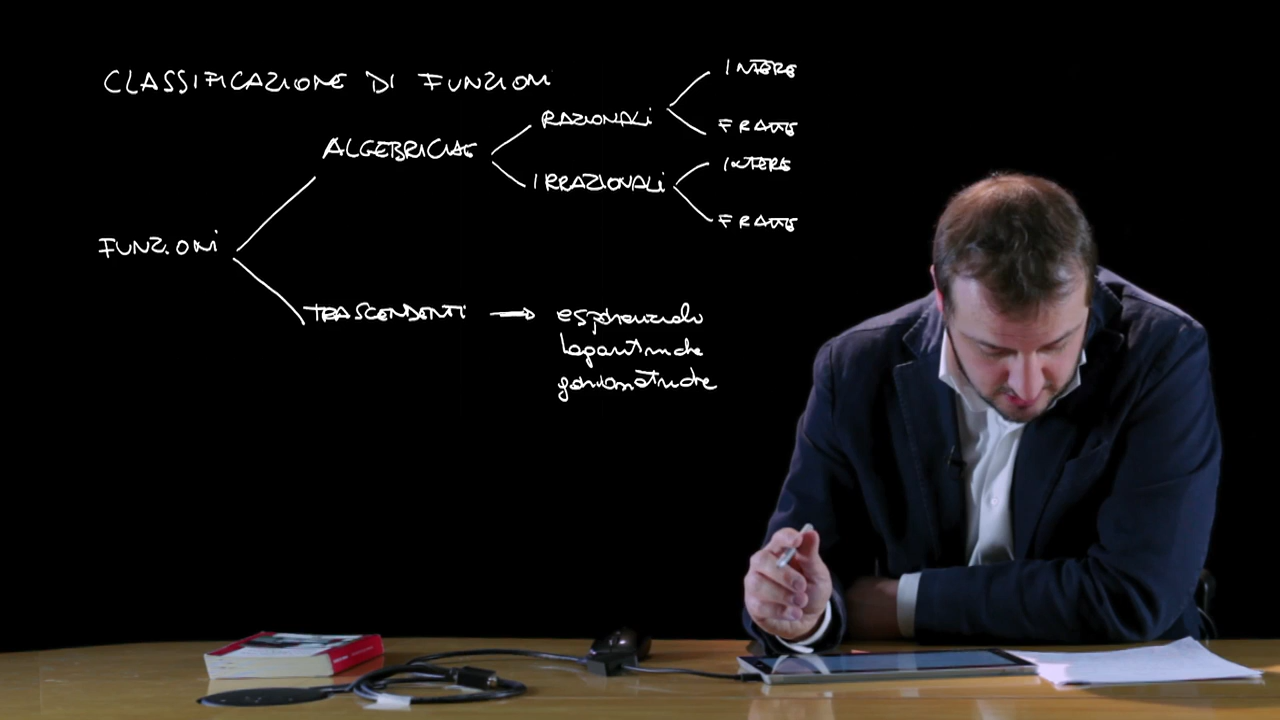 CLASSIFICAZIONE DI FUNZIONI
INTERE
RAZIONALI
FRATTE
ALGEBRICHE
INTERE
IRRAZIONALI
FRATTE
FUNZIONI
TRASCENDENTI → esponenziali
logaritmiche
goniometriche